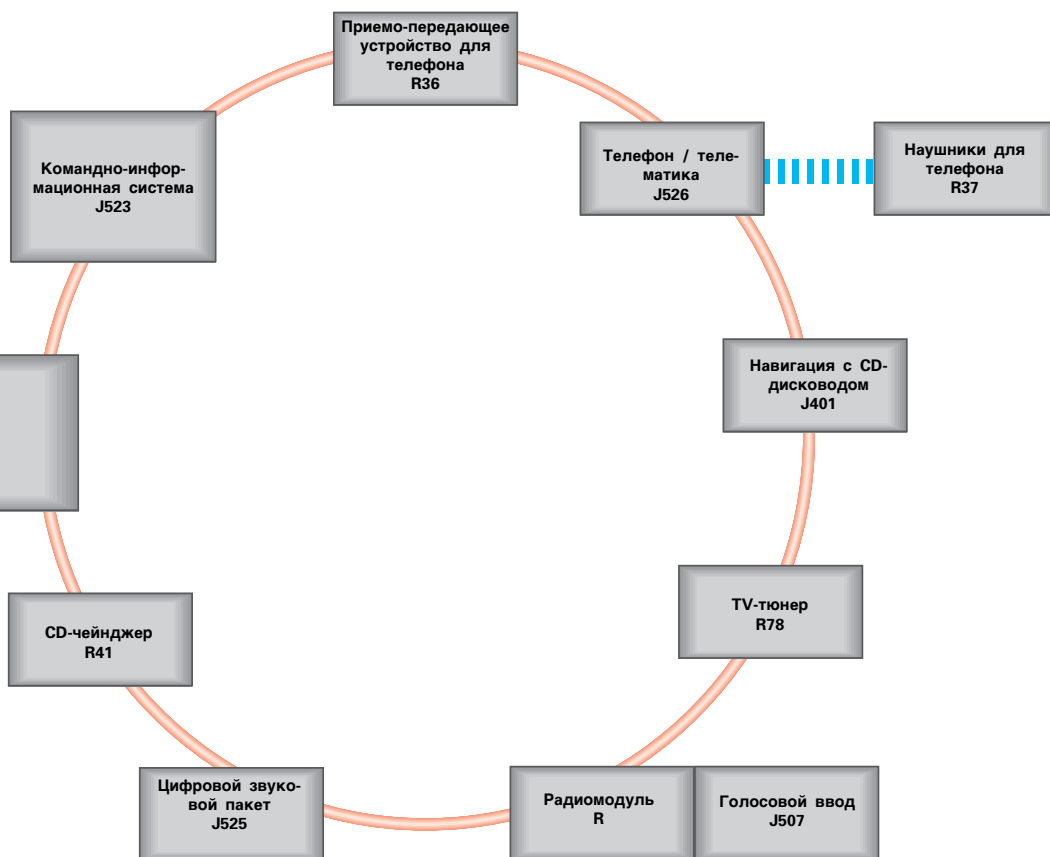 Приемо-передающее
устройство для
телефона
R36
Телефон / теле-
матика
J526
Наушники для
телефона
R37
Командно-инфор-
мационная система
J523
Навигация с CD-
дисководом
J401
TV-тюнер
R78
CD-чейнджер
R41
Цифровой звуко-
вой пакет
J525
Радиомодуль
R
Голосовой ввод
J507